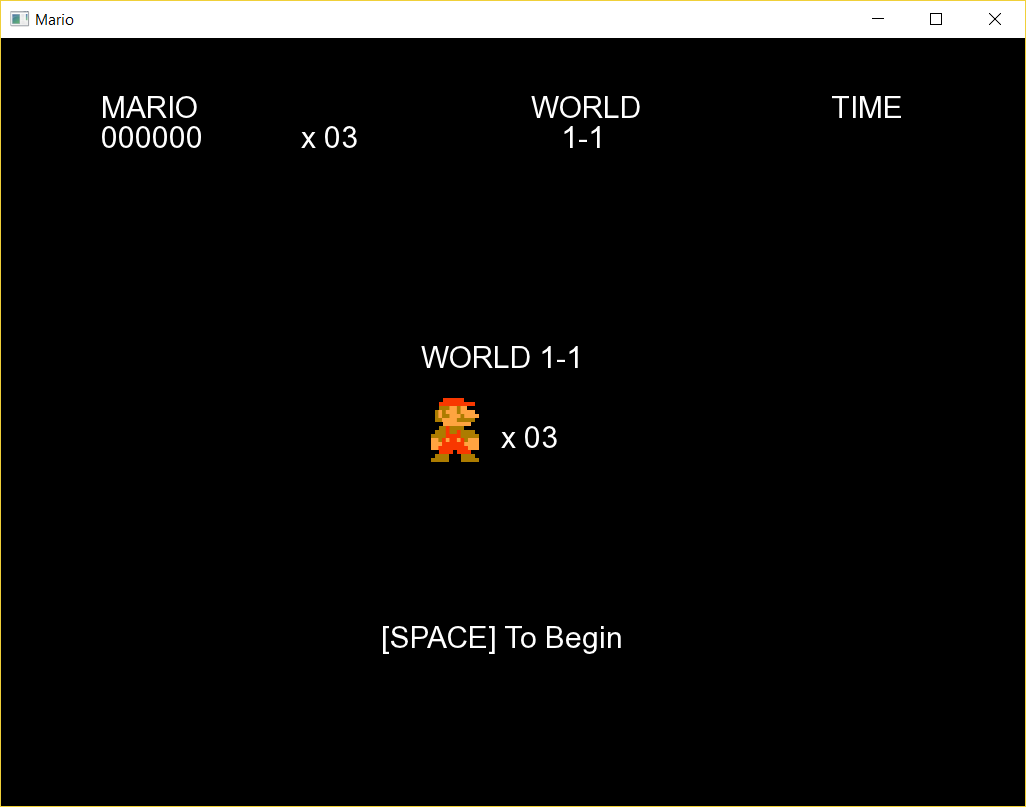 Mario
MARIO WORLD TIME
000000 x 03 1-1
WORLD 1-1
x 03
[SPACE] To Begin